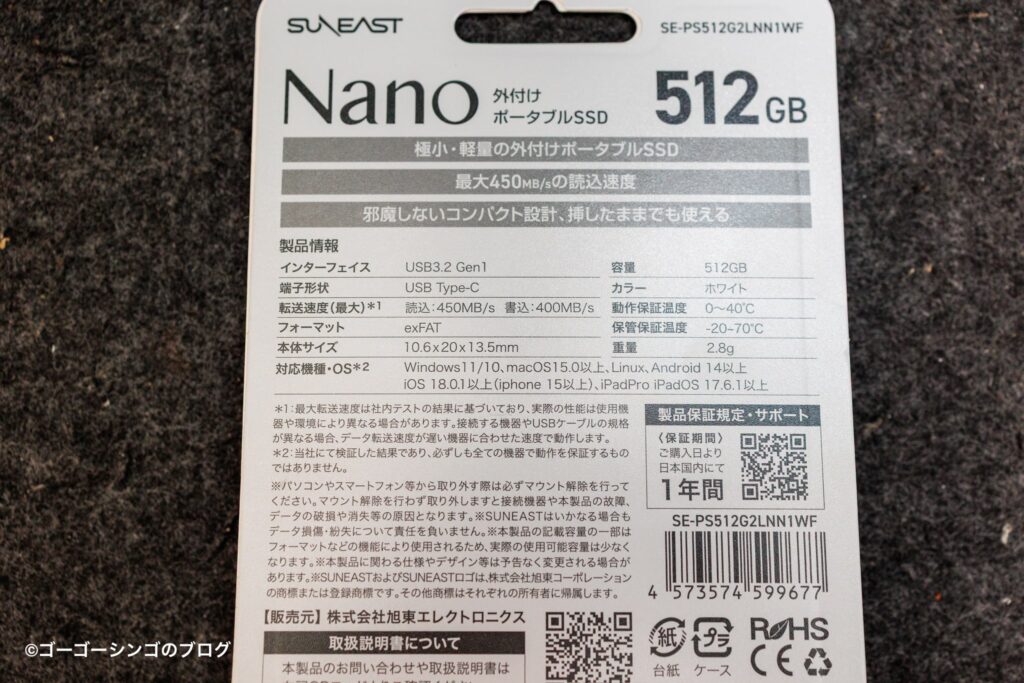 SUNEAST
SE-PS512G2LNN1WF
Nano 外付け ポータブルSSD 512GB
極小・軽量の外付けポータブルSSD
最大450MB/sの読込速度
邪魔しないコンパクト設計、挿したままでも使える
製品情報
インターフェイス USB3.2 Gen1
端子形状 USB Type-C
転送速度(最大)*1 読込:450MB/s 書込:400MB/s
フォーマット exFAT
本体サイズ 10.6x20x13.5mm
容量 512GB
カラー ホワイト
動作保証温度 0〜40℃
保管保証温度 -20~70℃
重量 2.8g
対応機種・OS*2 Windows11/10、macOS15.0以上、Linux、Android 14以上
iOS 18.0.1以上(iphone 15以上)、iPadPro iPadOS 17.6.1以上
*1:最大転送速度は社内テストの結果に基づいており、実際の性能は使用機
器や環境により異なる場合があります。接続する機器やUSBケーブルの規格
が異なる場合、データ転送速度が遅い機器に合わせた速度で動作します。
*2:当社にて検証した結果であり、必ずしも全ての機器で動作を保証するもの
ではありません。
※パソコンやスマートフォン等から取り外す際は必ずマウント解除を行って
ください。マウント解除を行わず取り外しますと接続機器や本製品の故障、
データの破損や消失等の原因となります。※SUNEASTはいかなる場合も
データ損傷・紛失について責任を負いません。※本製品の記載容量の一部は
フォーマットなどの機能により使用されるため、実際の使用可能容量は少なく
なります。※本製品に関わる仕様やデザイン等は予告なく変更される場合が
あります。※SUNEASTおよびSUNEASTロゴは、株式会社旭東コーポレーション
の商標または登録商標です。その他商標はそれぞれの所有者に帰属します。
製品保証規定・サポート
〈保証期間〉
ご購入日より
日本国内にて
1年間
SE-PS512G2LNN1WF
4 573574 599677
【販売元】株式会社旭東エレクトロニクス
取扱説明書について
本製品のお問い合わせや取扱説明書は
紙
台紙
プラ
ケース
RoHS
CE
©ゴーゴーシンゴのブログ